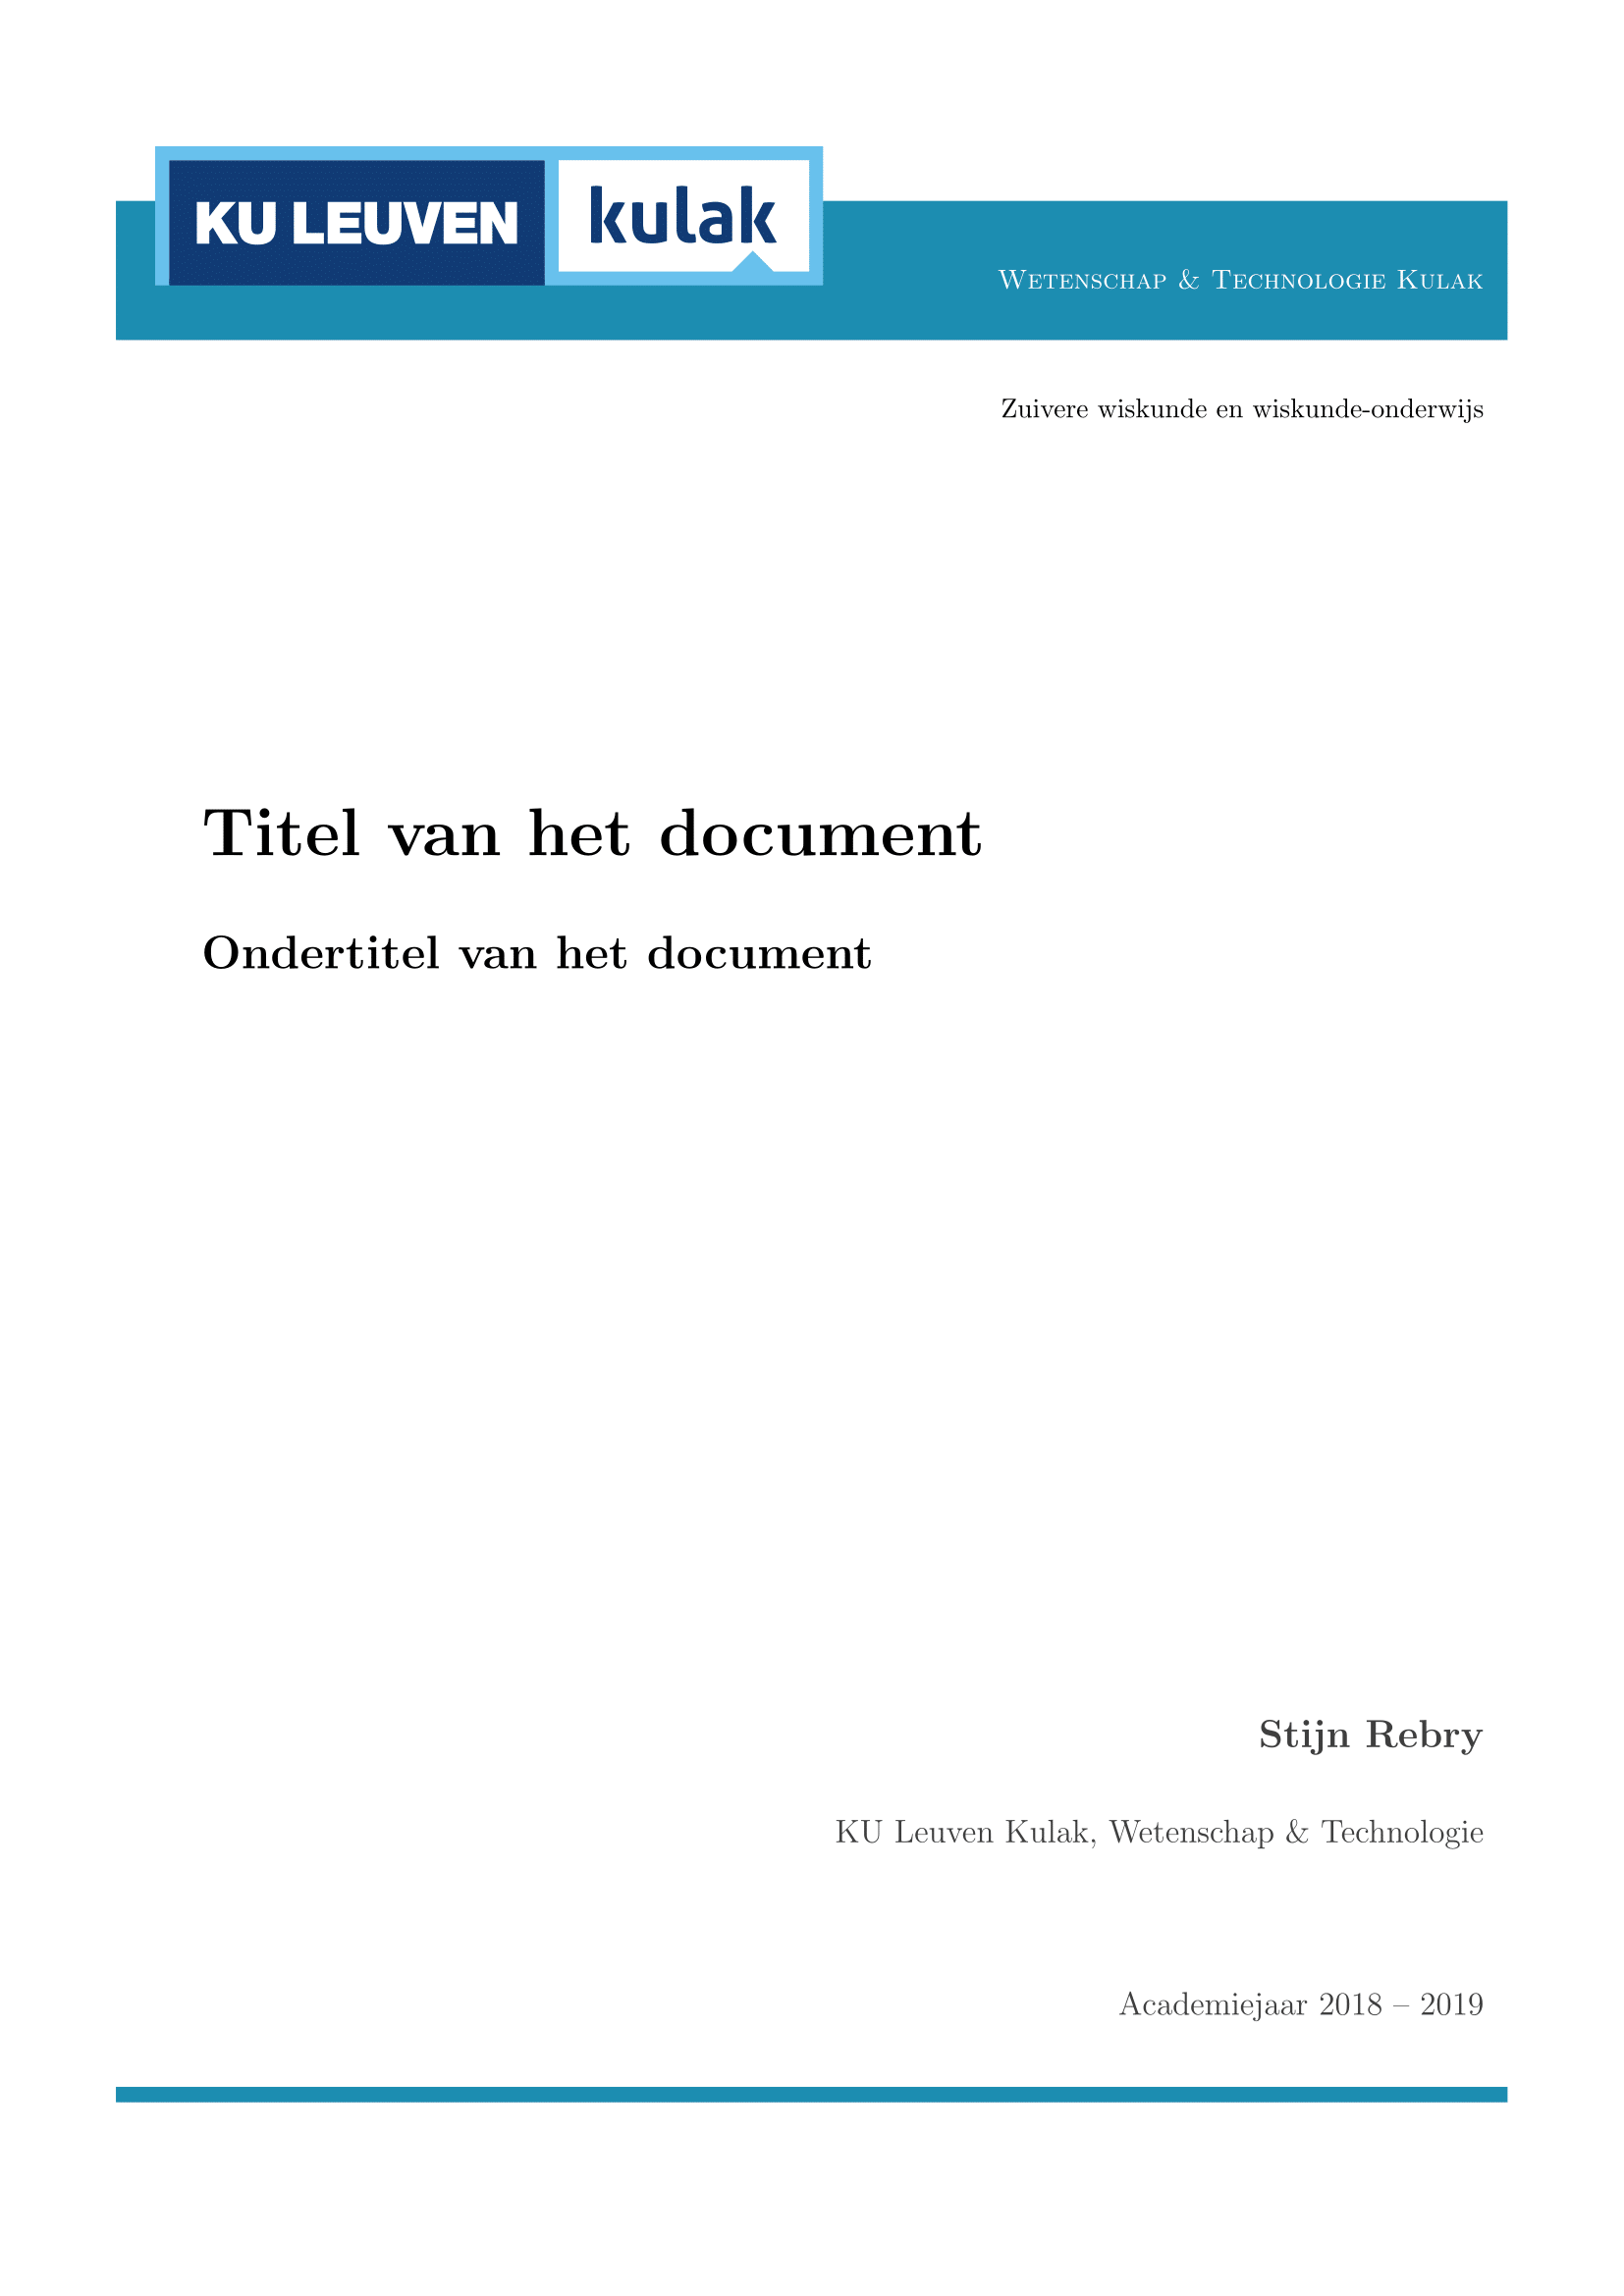 KU LEUVEN kulak
Wetenschap & Technologie Kulak
Zuivere wiskunde en wiskunde-onderwijs
Titel van het document
Ondertitel van het document
Stijn Rebry
KU Leuven Kulak, Wetenschap & Technologie
Academiejaar 2018 – 2019